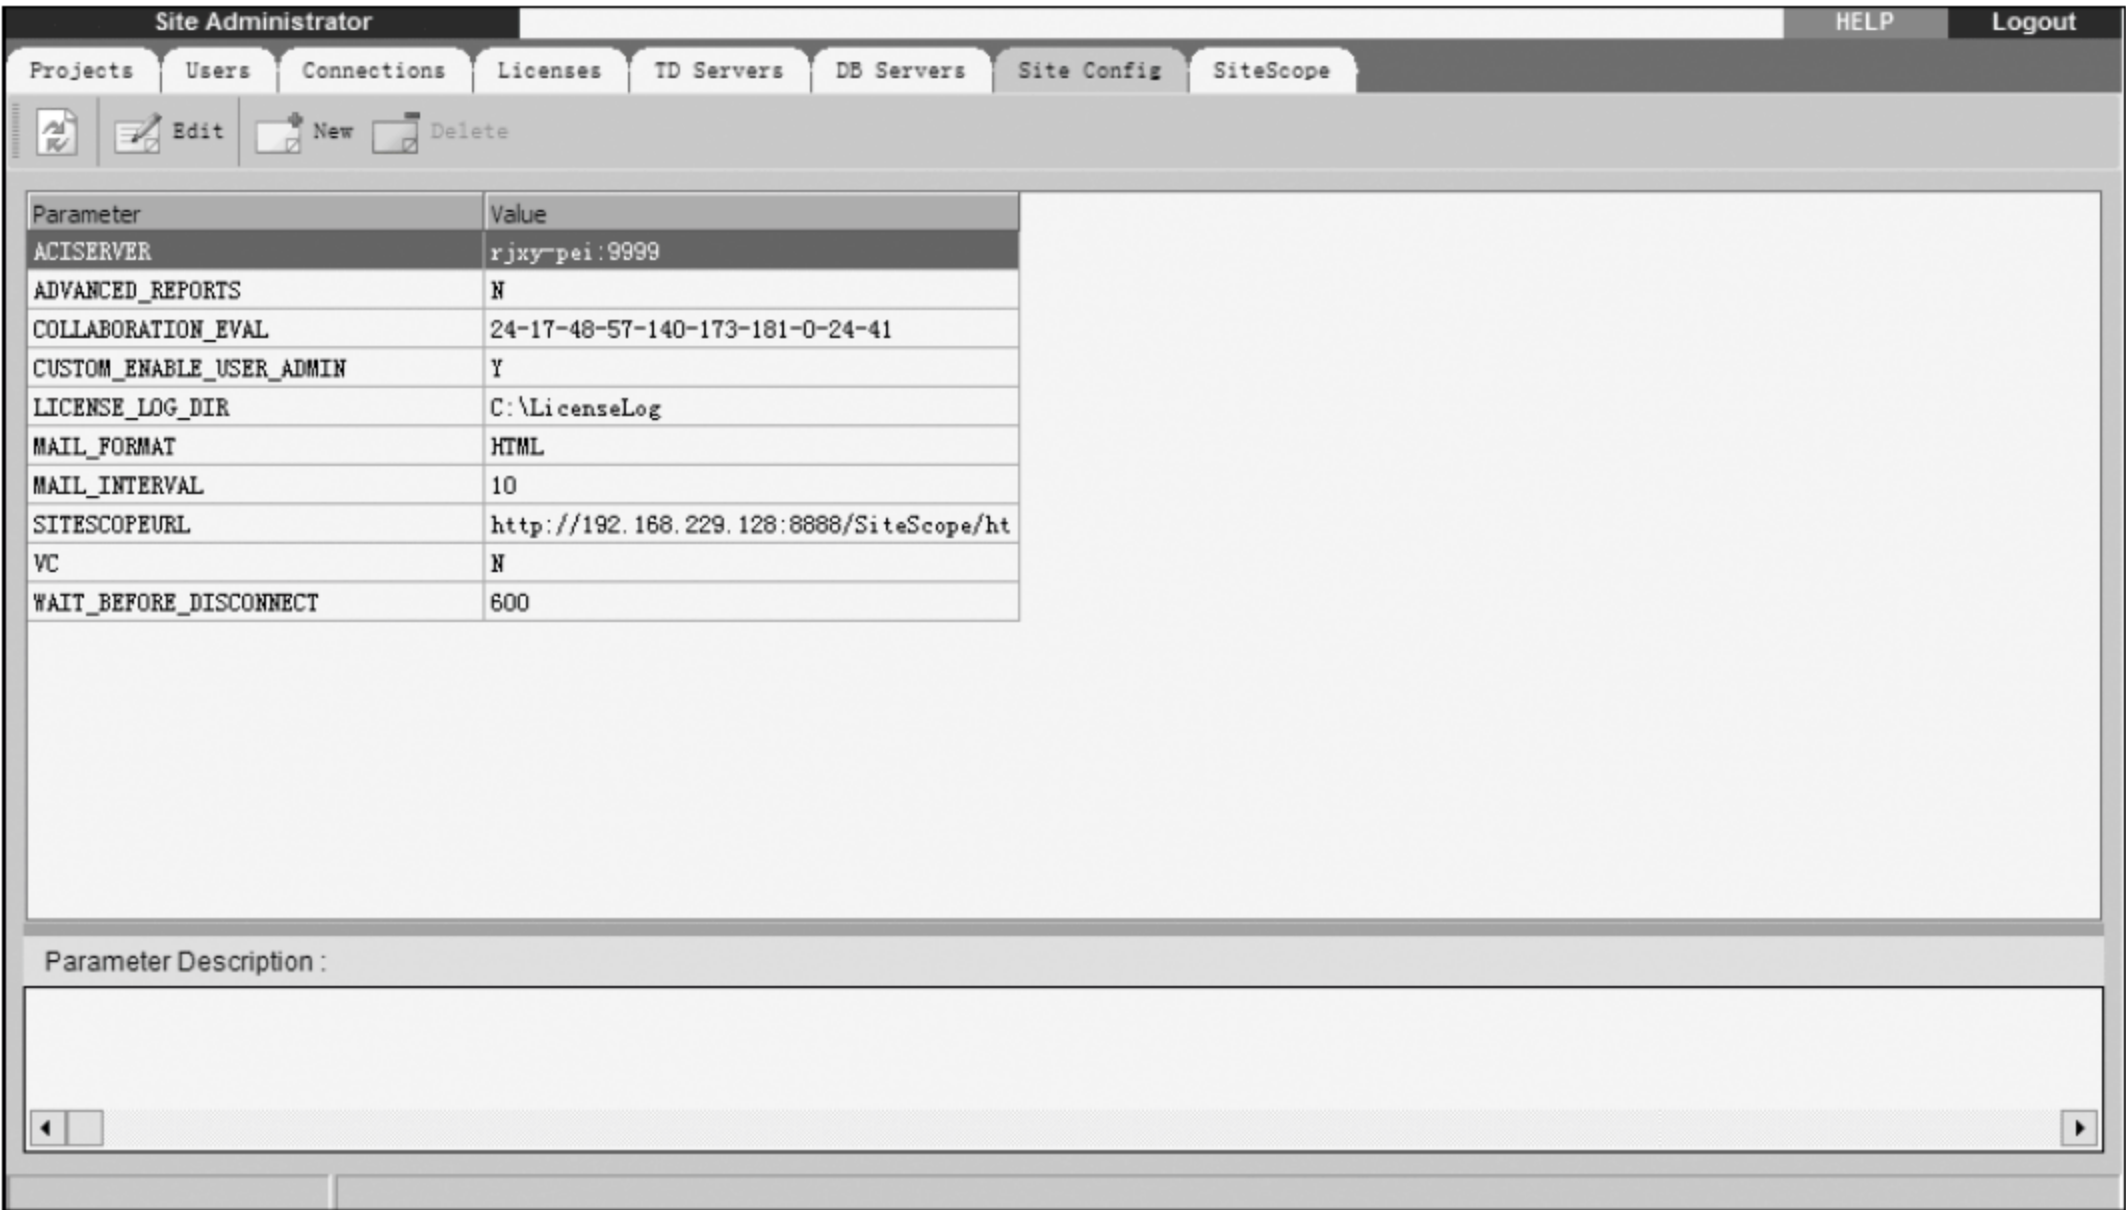 Site Administrator HELP Logout
Projects Users Connections Licenses TD Servers DB Servers Site Config SiteScope
Edit New Delete
Parameter Value
ACISERVER rjxy-pei:9999
ADVANCED_REPORTS N
COLLABORATION_EVAL 24-17-48-57-140-173-181-0-24-41
CUSTOM_ENABLE_USER_ADMIN Y
LICENSE_LOG_DIR C:\LicenseLog
MAIL_FORMAT HTML
MAIL_INTERVAL 10
SITESCOPEURL http://192.168.229.128:8888/SiteScope/ht
VC N
WAIT_BEFORE_DISCONNECT 600
Parameter Description :